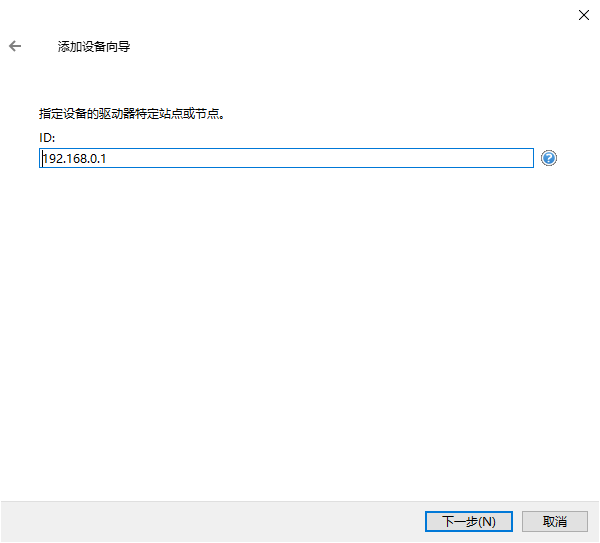 添加设备向导
指定设备的驱动器特定站点或节点。
ID:
192.168.0.1
下一步(N)
取消